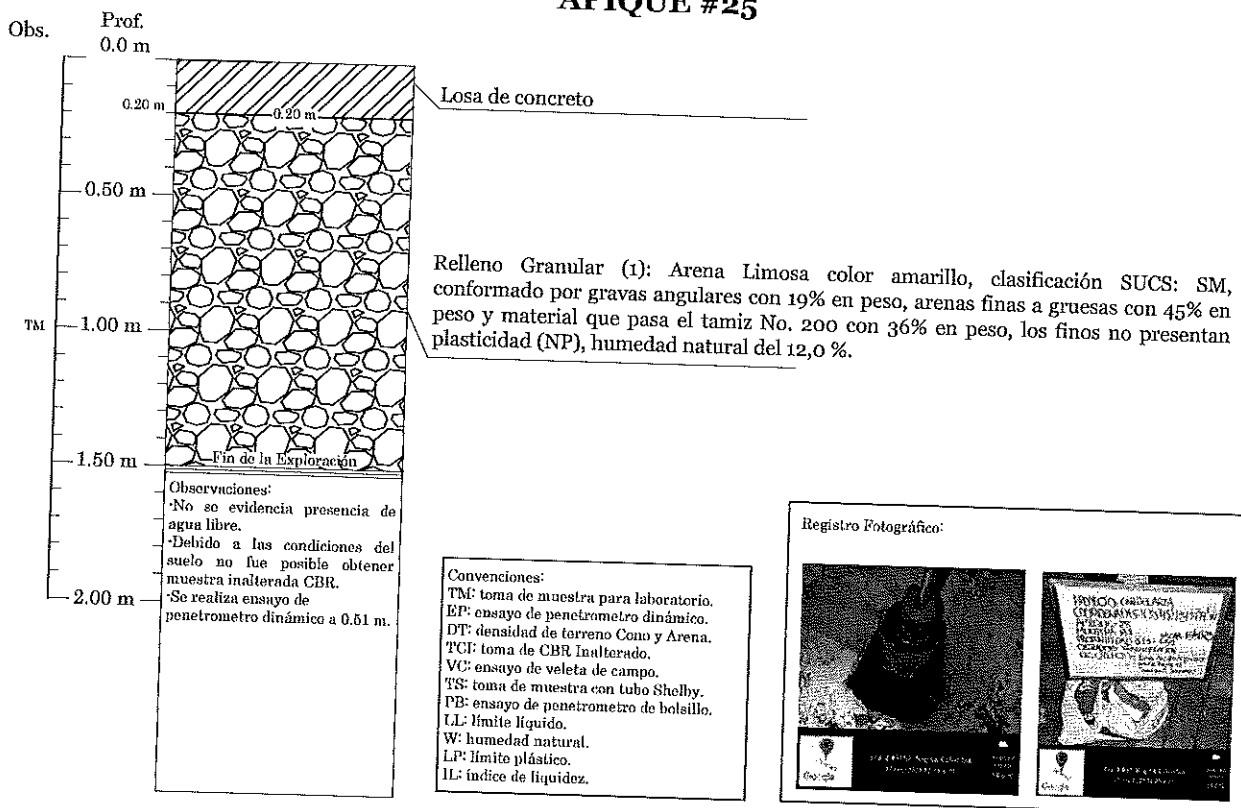 APIQUE #25
Obs.
Prof.
0.0 m
0.20 m
0.20 m
Losa de concreto
0.50 m
Relleno Granular (1): Arena Limosa color amarillo, clasificación SUCS: SM,
conformado por gravas angulares con 19% en peso, arenas finas a gruesas con 45% en
peso y material que pasa el tamiz No. 200 con 36% en peso, los finos no presentan
plasticidad (NP), humedad natural del 12,0 %.
TM
1.00 m
Fin de la Exploración
1.50 m
Observaciones:
·No se evidencia presencia de
agua libre.
·Debido a las condiciones del
suelo no fue posible obtener
muestra inalterada CBR.
·Se realiza ensayo de
penetrometro dinámico a 0.51 m.
2.00 m
Convenciones:
TM: toma de muestra para laboratorio.
EP: ensayo de penetrometro dinámico.
DT: densidad de terreno Cono y Arena.
TCI: toma de CBR Inalterado.
VC: ensayo de veleta de campo.
TS: toma de muestra con tubo Shelby.
PB: ensayo de penetrometro de bolsillo.
LL: límite líquido.
W: humedad natural.
LP: límite plástico.
IL: índice de liquidez.
Registro Fotográfico:
Google
Google